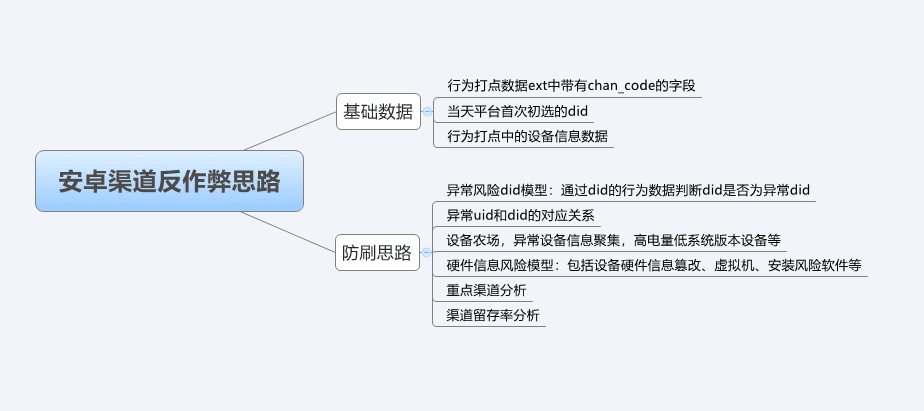 安卓渠道反作弊思路
基础数据
行为打点数据ext中带有chan_code的字段
当天平台首次初选的did
行为打点中的设备信息数据
防刷思路
异常风险did模型：通过did的行为数据判断did是否为异常did
异常uid和did的对应关系
设备农场，异常设备信息聚集，高电量低系统版本设备等
硬件信息风险模型：包括设备硬件信息篡改、虚拟机、安装风险软件等
重点渠道分析
渠道留存率分析